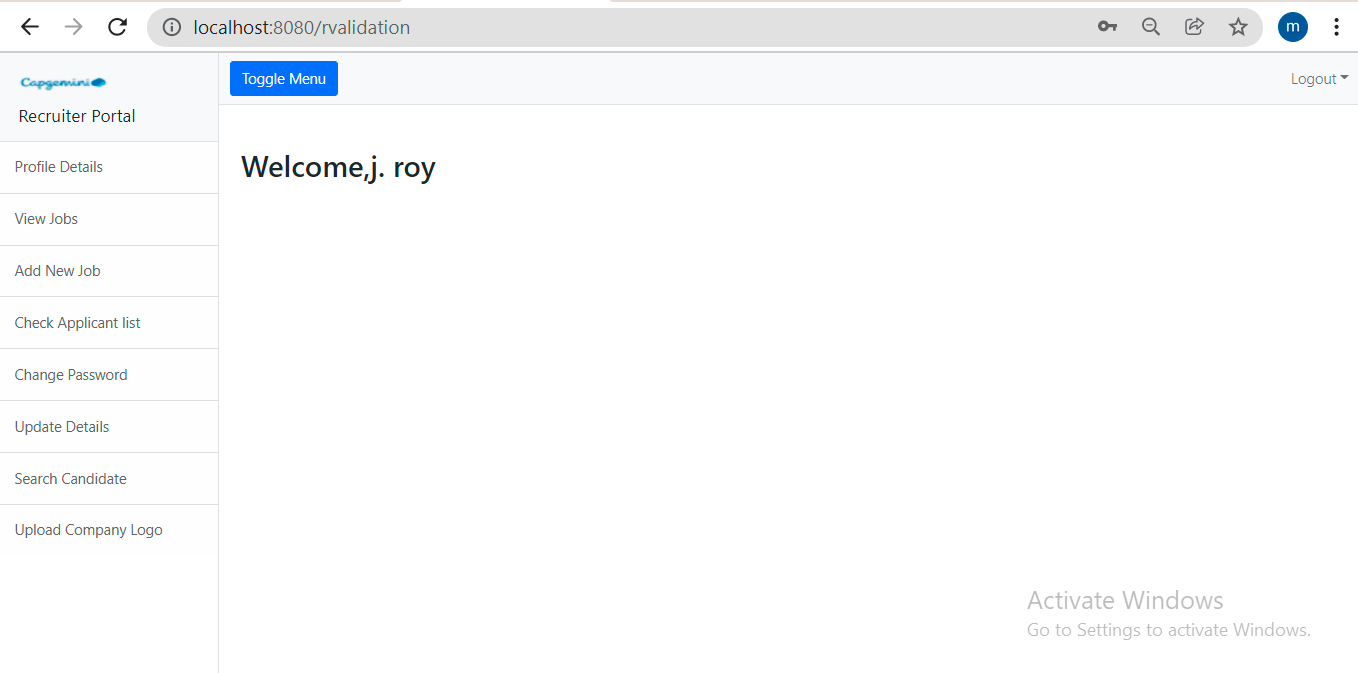 localhost:8080/rvalidation
m
Capgemini
Recruiter Portal
Toggle Menu
Logout
Profile Details
View Jobs
Add New Job
Check Applicant list
Change Password
Update Details
Search Candidate
Upload Company Logo
Welcome,j. roy
Activate Windows
Go to Settings to activate Windows.